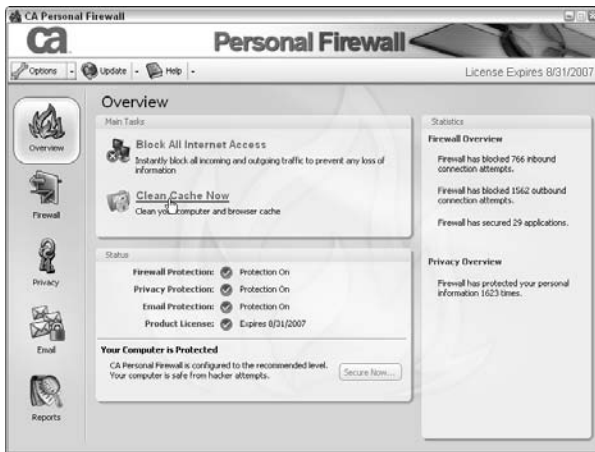 CA Personal Firewall
ca
Personal Firewall
Options
Update
Help
License Expires 8/31/2007
Overview
Firewall
Privacy
Email
Reports
Overview
Main Tasks
Block All Internet Access
Instantly block all incoming and outgoing traffic to prevent any loss of
information
Clean Cache Now
Clean your computer and browser cache
Status
Firewall Protection: Protection On
Privacy Protection: Protection On
Email Protection: Protection On
Product License: Expires 8/31/2007
Your Computer is Protected
CA Personal Firewall is configured to the recommended level.
Your computer is safe from hacker attempts.
Secure Now...
Statistics
Firewall Overview
Firewall has blocked 766 inbound
connection attempts.
Firewall has blocked 1562 outbound
connection attempts.
Firewall has secured 29 applications.
Privacy Overview
Firewall has protected your personal
information 1623 times.